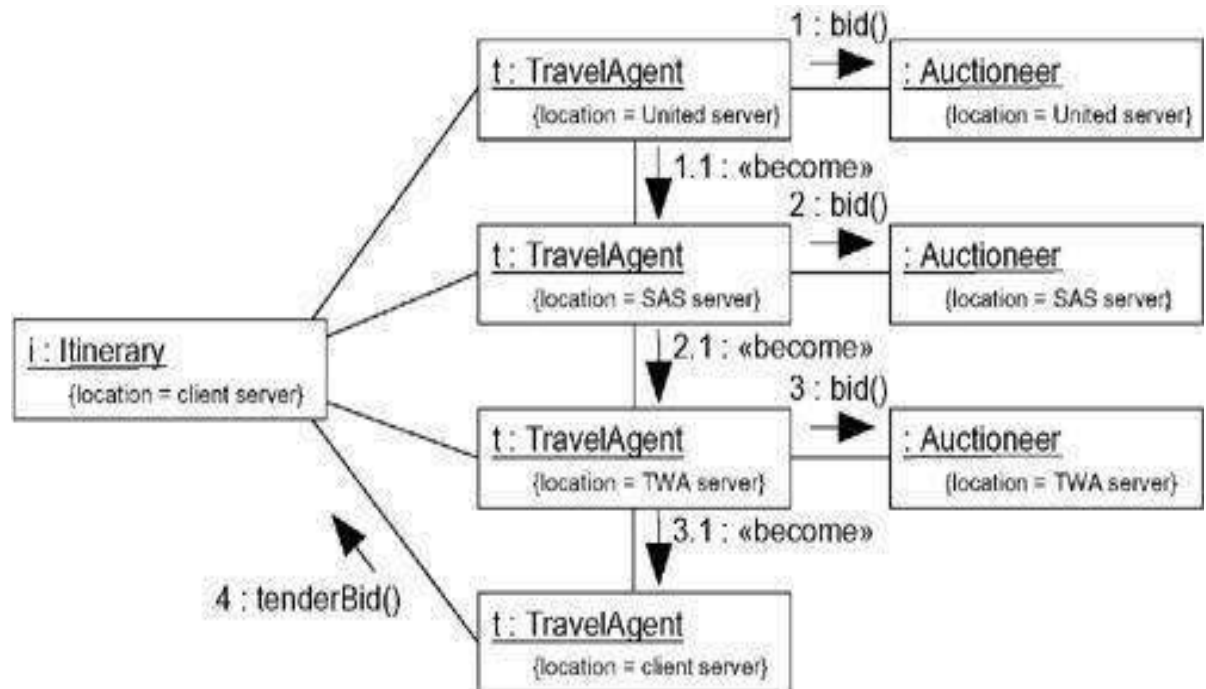 1 : bid()
t : TravelAgent
{location = United server}
: Auctioneer
{location = United server}
1.1 : «become»
2 : bid()
t : TravelAgent
{location = SAS server}
: Auctioneer
{location = SAS server}
i : Itinerary
{location = client server}
2.1 : «become»
3 : bid()
t : TravelAgent
{location = TWA server}
: Auctioneer
{location = TWA server}
3.1 : «become»
4 : tenderBid()
t : TravelAgent
{location = client server}